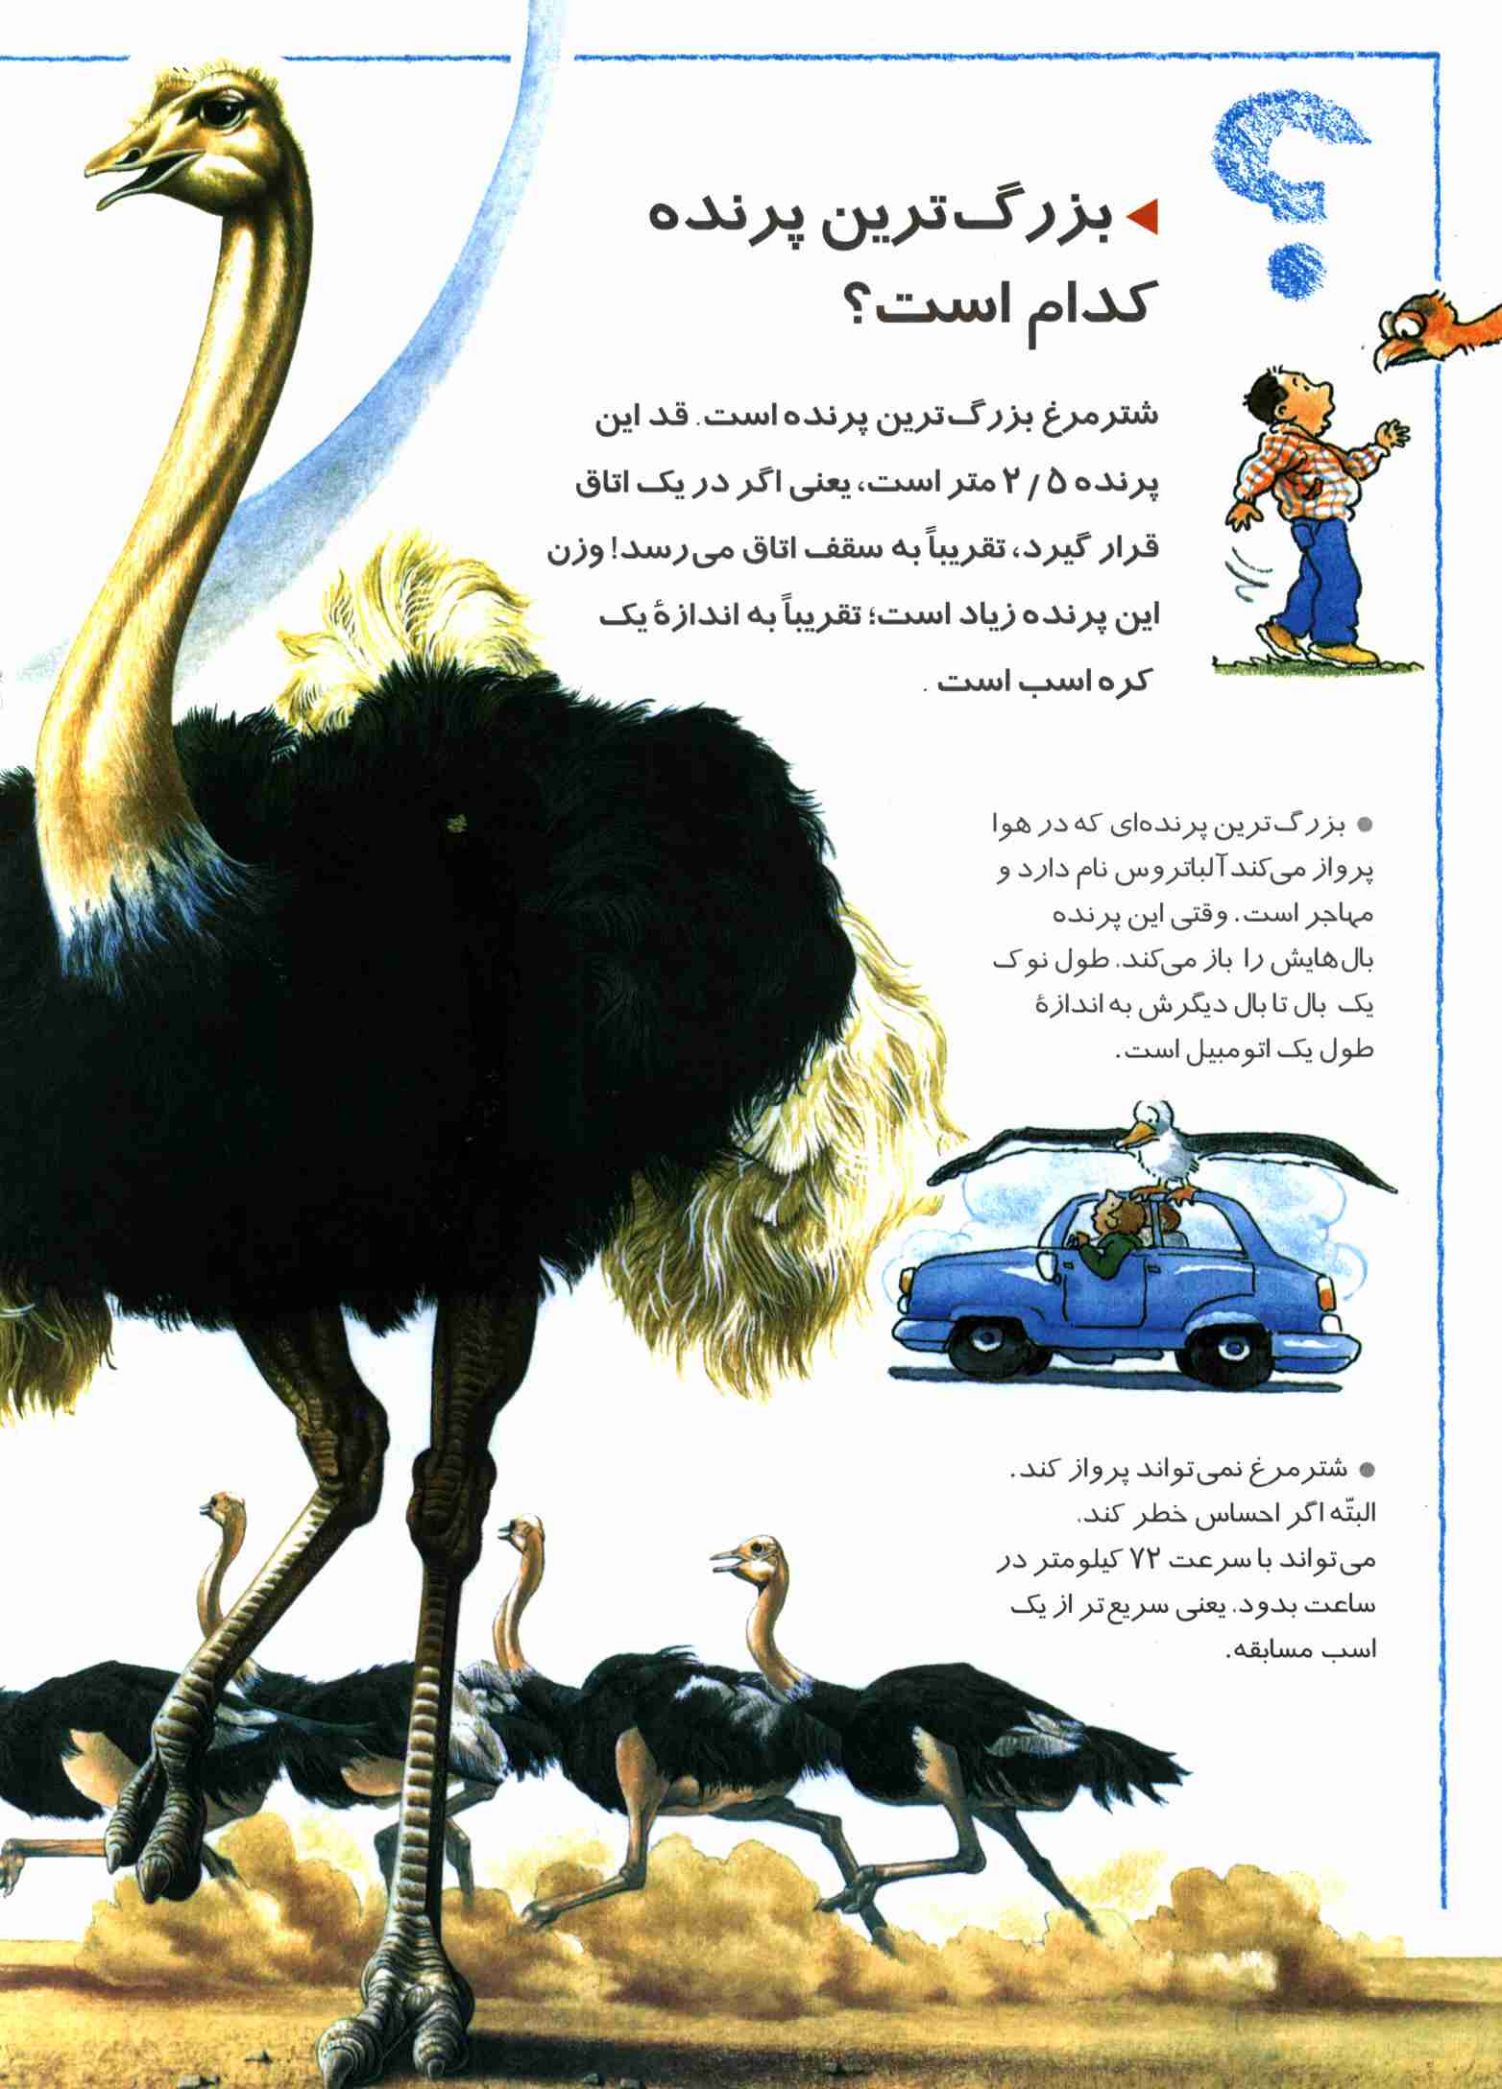 ؟
بزرگ‌ترین پرنده
کدام است؟
شترمرغ بزرگ‌ترین پرنده است. قد این
پرنده ۲/۵ متر است، یعنی اگر در یک اتاق
قرار گیرد، تقریباً به سقف اتاق می‌رسد! وزن
این پرنده زیاد است؛ تقریباً به اندازهٔ یک
کره اسب است.
● بزرگ‌ترین پرنده‌ای که در هوا
پرواز می‌کند آلباتروس نام دارد و
مهاجر است. وقتی این پرنده
بال‌هایش را باز می‌کند، طول نوک
یک بال تا بال دیگرش به اندازهٔ
طول یک اتومبیل است.
● شترمرغ نمی‌تواند پرواز کند.
البتّه اگر احساس خطر کند،
می‌تواند با سرعت ۷۲ کیلومتر در
ساعت بدود. یعنی سریع‌تر از یک
اسب مسابقه.